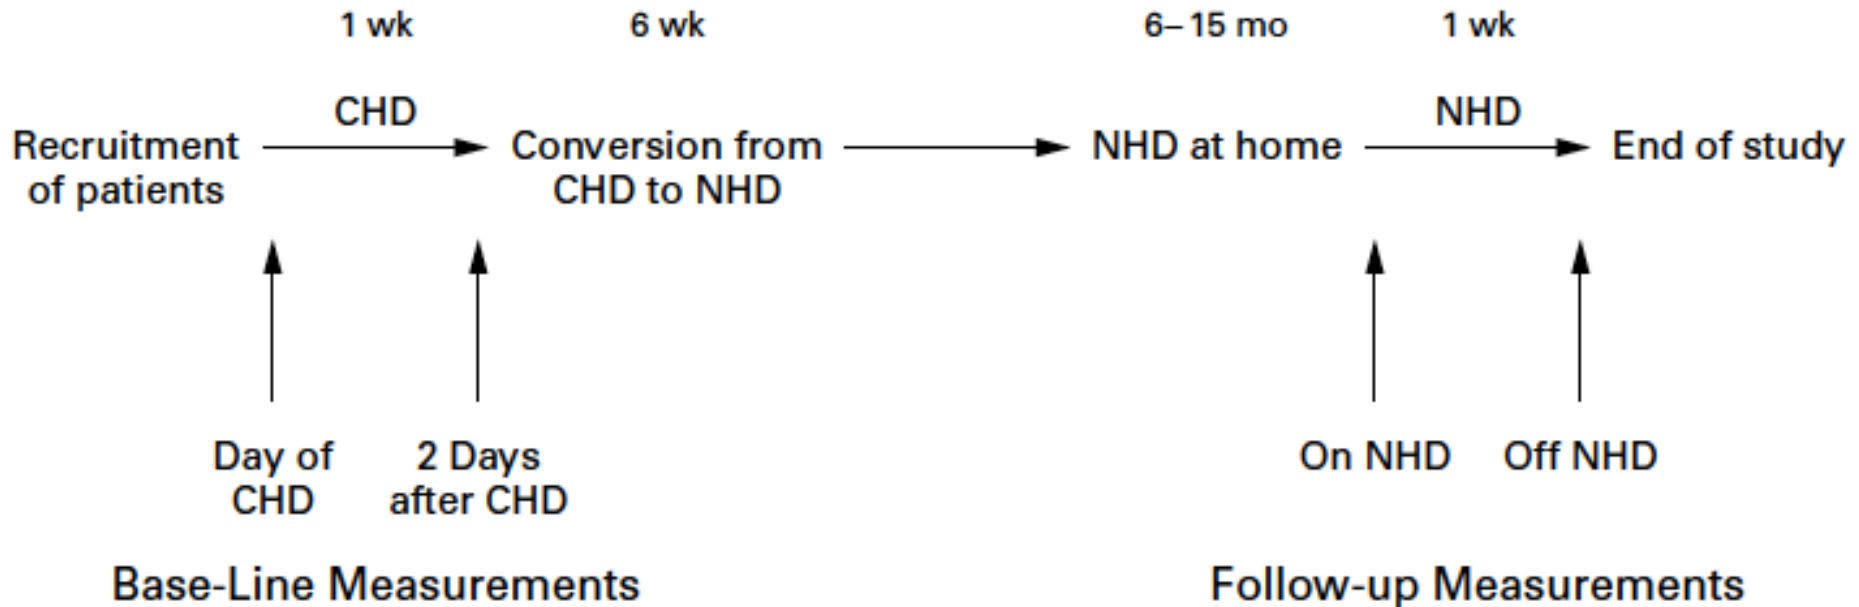 1 wk
6 wk
6–15 mo
1 wk
CHD
NHD
Recruitment
of patients
Conversion from
CHD to NHD
NHD at home
End of study
Day of
CHD
2 Days
after CHD
On NHD
Off NHD
Base-Line Measurements
Follow-up Measurements